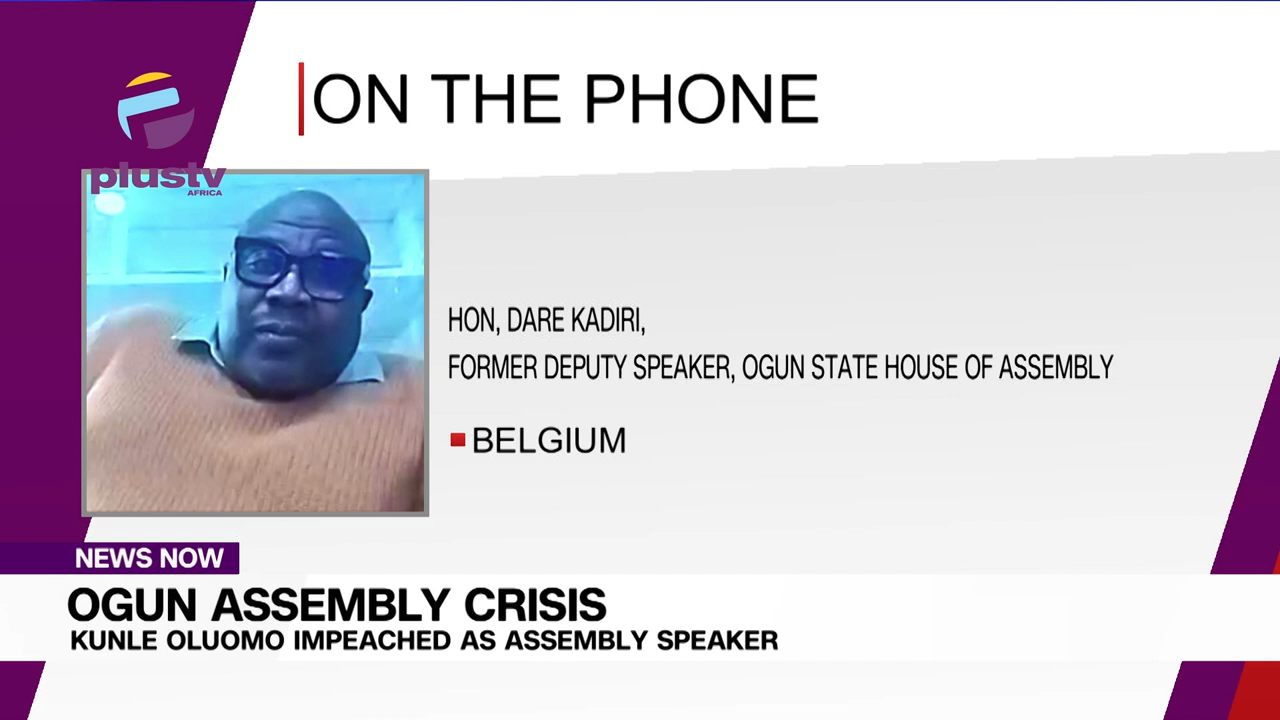 ON THE PHONE
plustv
AFRICA
HON, DARE KADIRI,
FORMER DEPUTY SPEAKER, OGUN STATE HOUSE OF ASSEMBLY
BELGIUM
NEWS NOW
OGUN ASSEMBLY CRISIS
KUNLE OLUOMO IMPEACHED AS ASSEMBLY SPEAKER